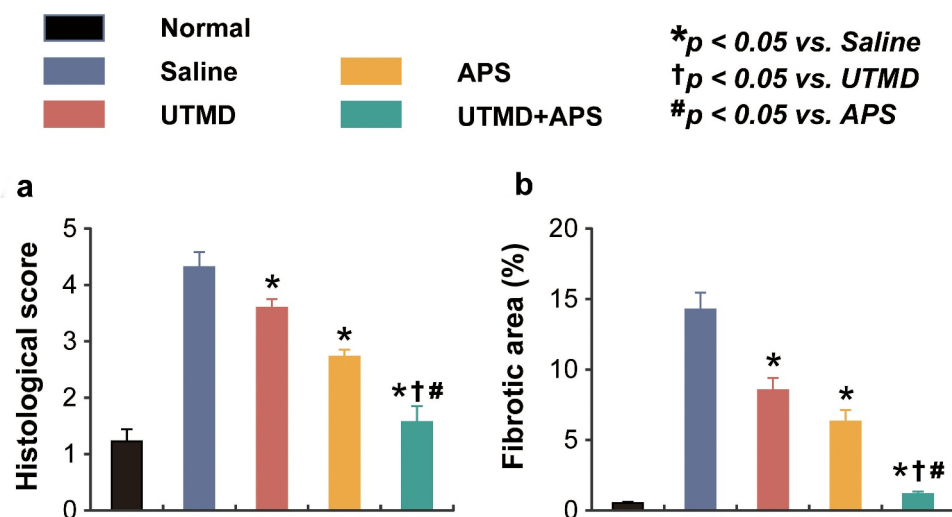 Normal
Saline
UTMD
APS
UTMD+APS
*p < 0.05 vs. Saline
†p < 0.05 vs. UTMD
#p < 0.05 vs. APS
a
Histological score
5
4
3
2
1
0
*
*
*†#
b
Fibrotic area (%)
20
15
10
5
0
*
*
*†#